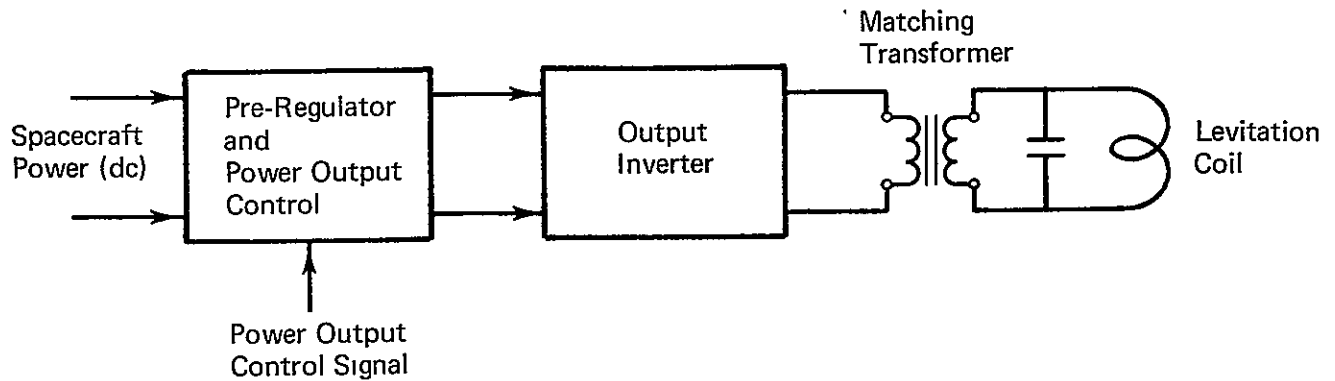 Matching
Transformer
Spacecraft
Power (dc)
Pre-Regulator
and
Power Output
Control
Output
Inverter
Levitation
Coil
Power Output
Control Signal